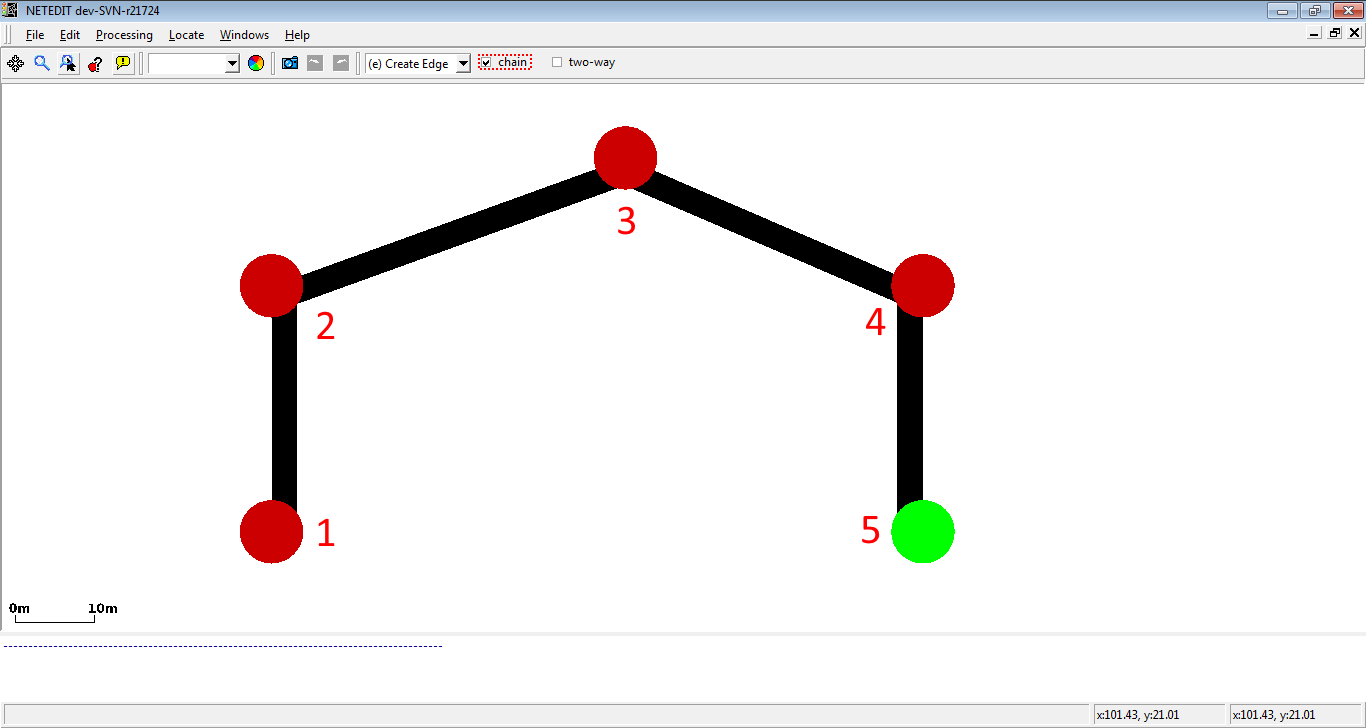 NETEDIT dev-SVN-r21724
File Edit Processing Locate Windows Help
(e) Create Edge chain two-way
3
2
4
1
5
0m 10m
x:101.43, y:21.01 x:101.43, y:21.01